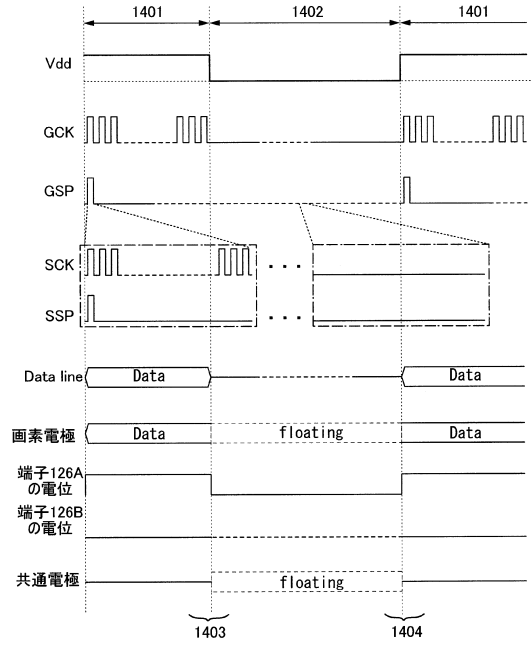 1401 1402 1401
Vdd
GCK
GSP
SCK
SSP
Data line Data Data
画素電極 Data floating Data
端子126A
の電位
端子126B
の電位
共通電極 floating
1403 1404